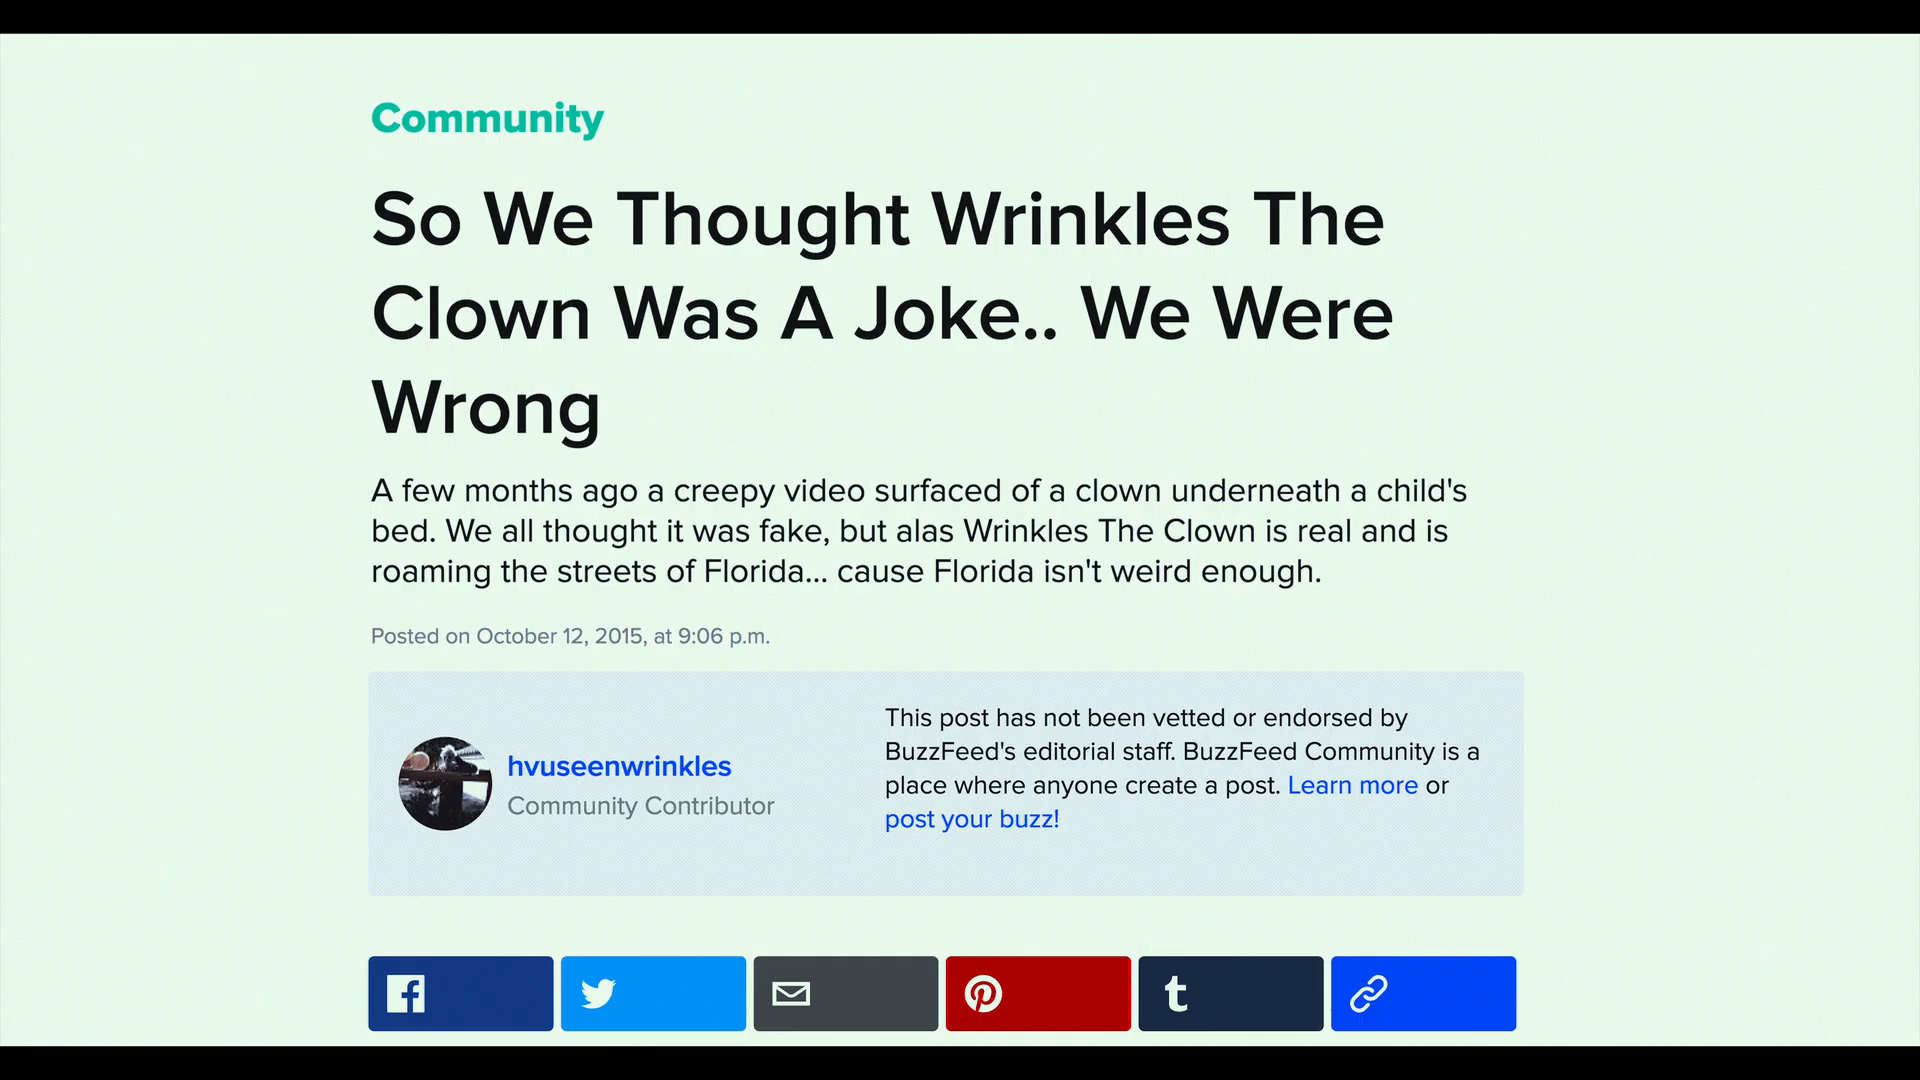 Community
So We Thought Wrinkles The
Clown Was A Joke.. We Were
Wrong
A few months ago a creepy video surfaced of a clown underneath a child's
bed. We all thought it was fake, but alas Wrinkles The Clown is real and is
roaming the streets of Florida... cause Florida isn't weird enough.
Posted on October 12, 2015, at 9:06 p.m.
hvuseenwrinkles
Community Contributor
This post has not been vetted or endorsed by
BuzzFeed's editorial staff. BuzzFeed Community is a
place where anyone create a post. Learn more or
post your buzz!